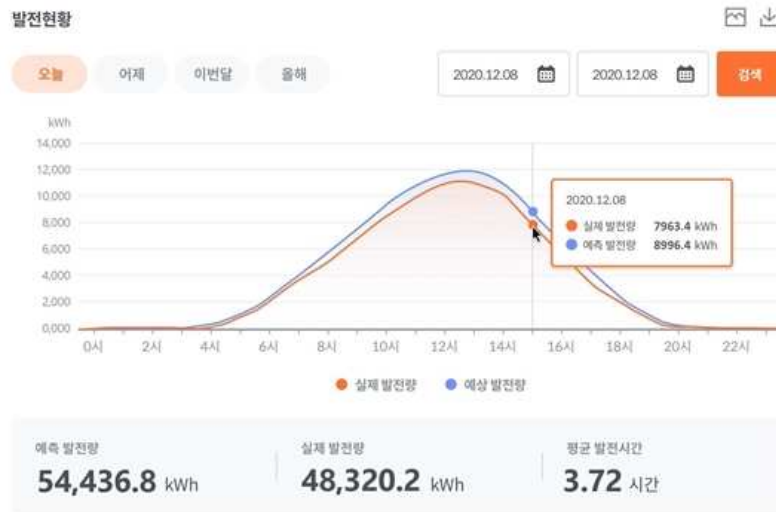 발전현황
오늘 어제 이번달 올해 2020.12.08 2020.12.08 검색
kWh
14,000
12,000
10,000
8,000
6,000
4,000
2,000
0,000
2020.12.08
실제 발전량 7963.4 kWh
예측 발전량 8996.4 kWh
0시 2시 4시 6시 8시 10시 12시 14시 16시 18시 20시 22시
실제 발전량 예상 발전량
예측 발전량 실제 발전량 평균 발전시간
54,436.8 kWh 48,320.2 kWh 3.72 시간